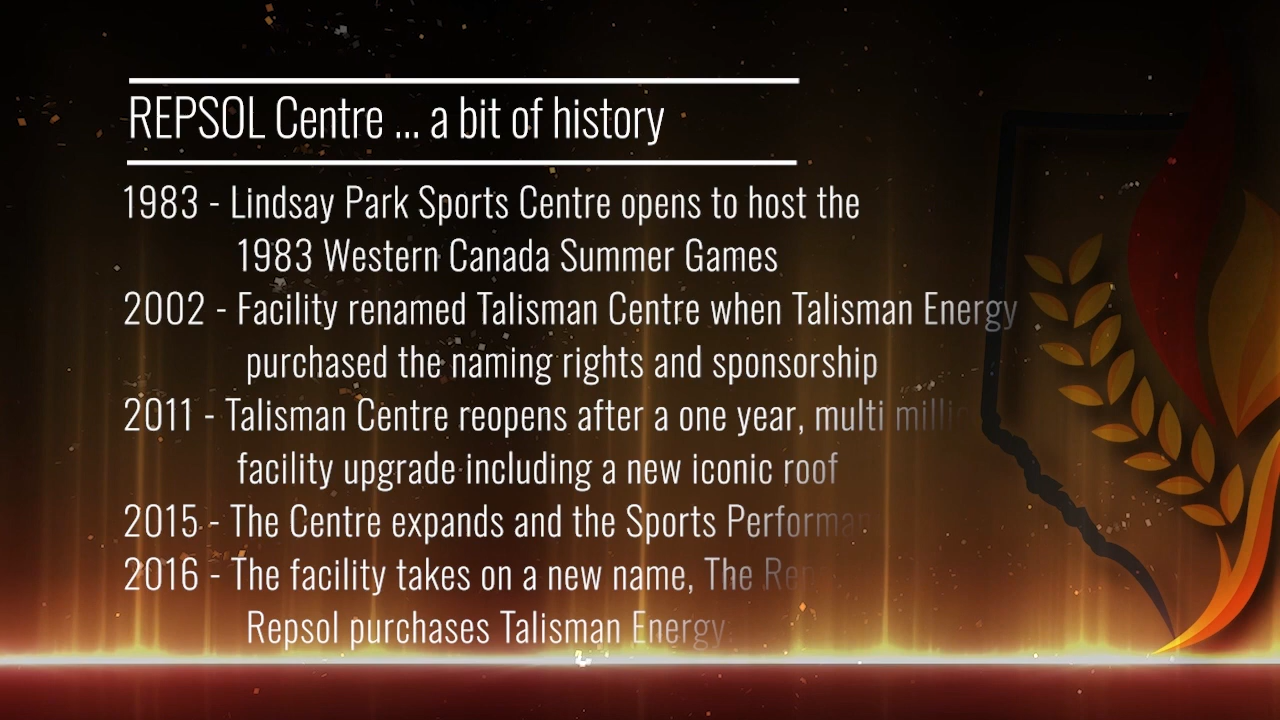 REPSOL Centre ... a bit of history
1983 - Lindsay Park Sports Centre opens to host the
1983 Western Canada Summer Games
2002 - Facility renamed Talisman Centre when Talisman Energy
purchased the naming rights and sponsorship
2011 - Talisman Centre reopens after a one year, multi
facility upgrade including a new iconic roof
2015 - The Centre expands and the Sports
2016 - The facility takes on a new name, The
Repsol purchases Talisman Energy